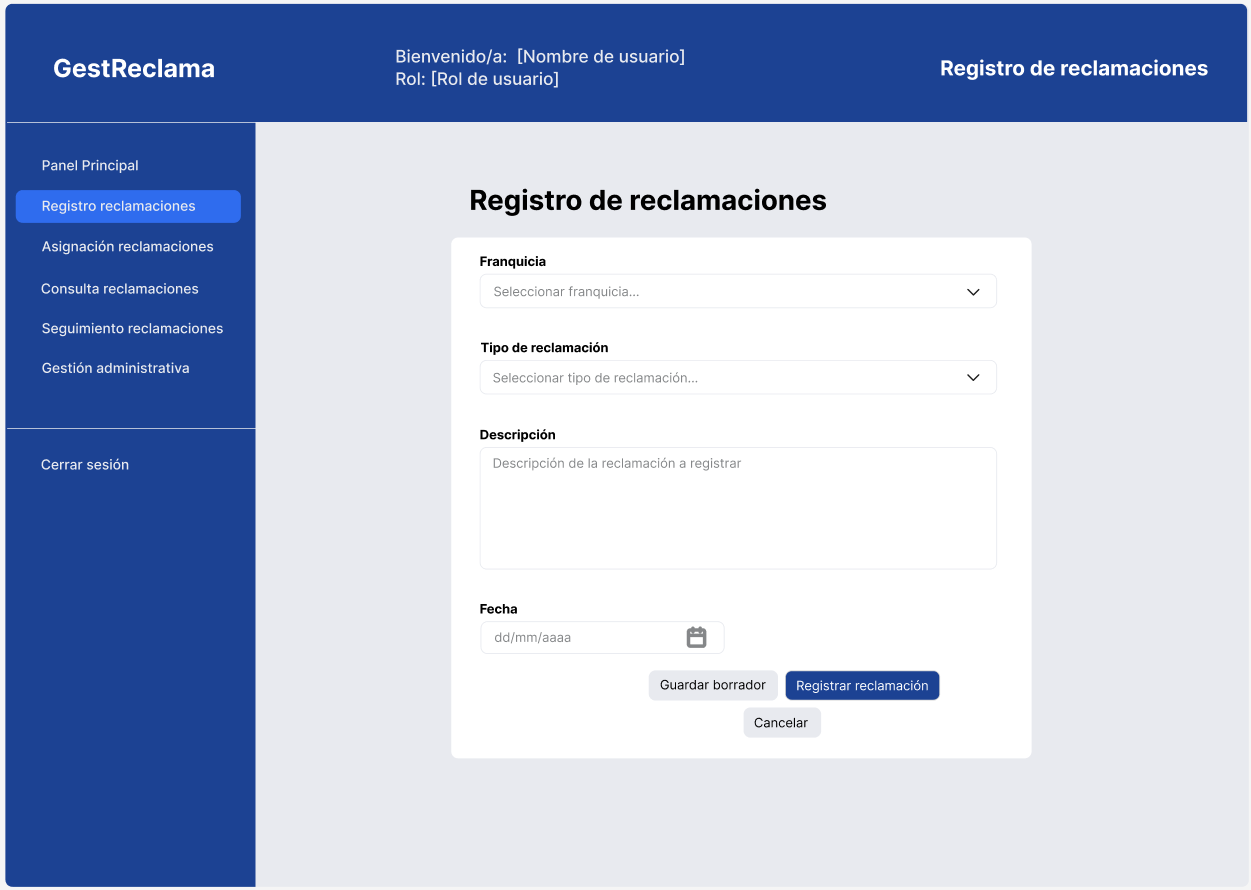 GestReclama
Bienvenido/a: [Nombre de usuario]
Rol: [Rol de usuario]
Registro de reclamaciones
Panel Principal
Registro reclamaciones
Asignación reclamaciones
Consulta reclamaciones
Seguimiento reclamaciones
Gestión administrativa
Cerrar sesión
Registro de reclamaciones
Franquicia
Seleccionar franquicia...
Tipo de reclamación
Seleccionar tipo de reclamación...
Descripción
Descripción de la reclamación a registrar
Fecha
dd/mm/aaaa
Guardar borrador
Registrar reclamación
Cancelar